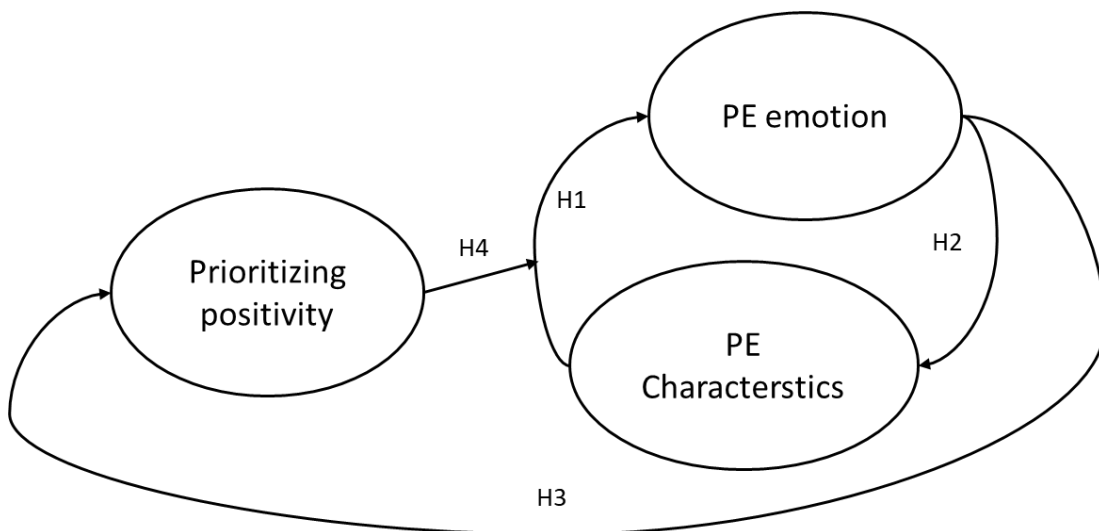 PE emotion
H1
H4
H2
Prioritizing
positivity
PE
Characterstics
H3